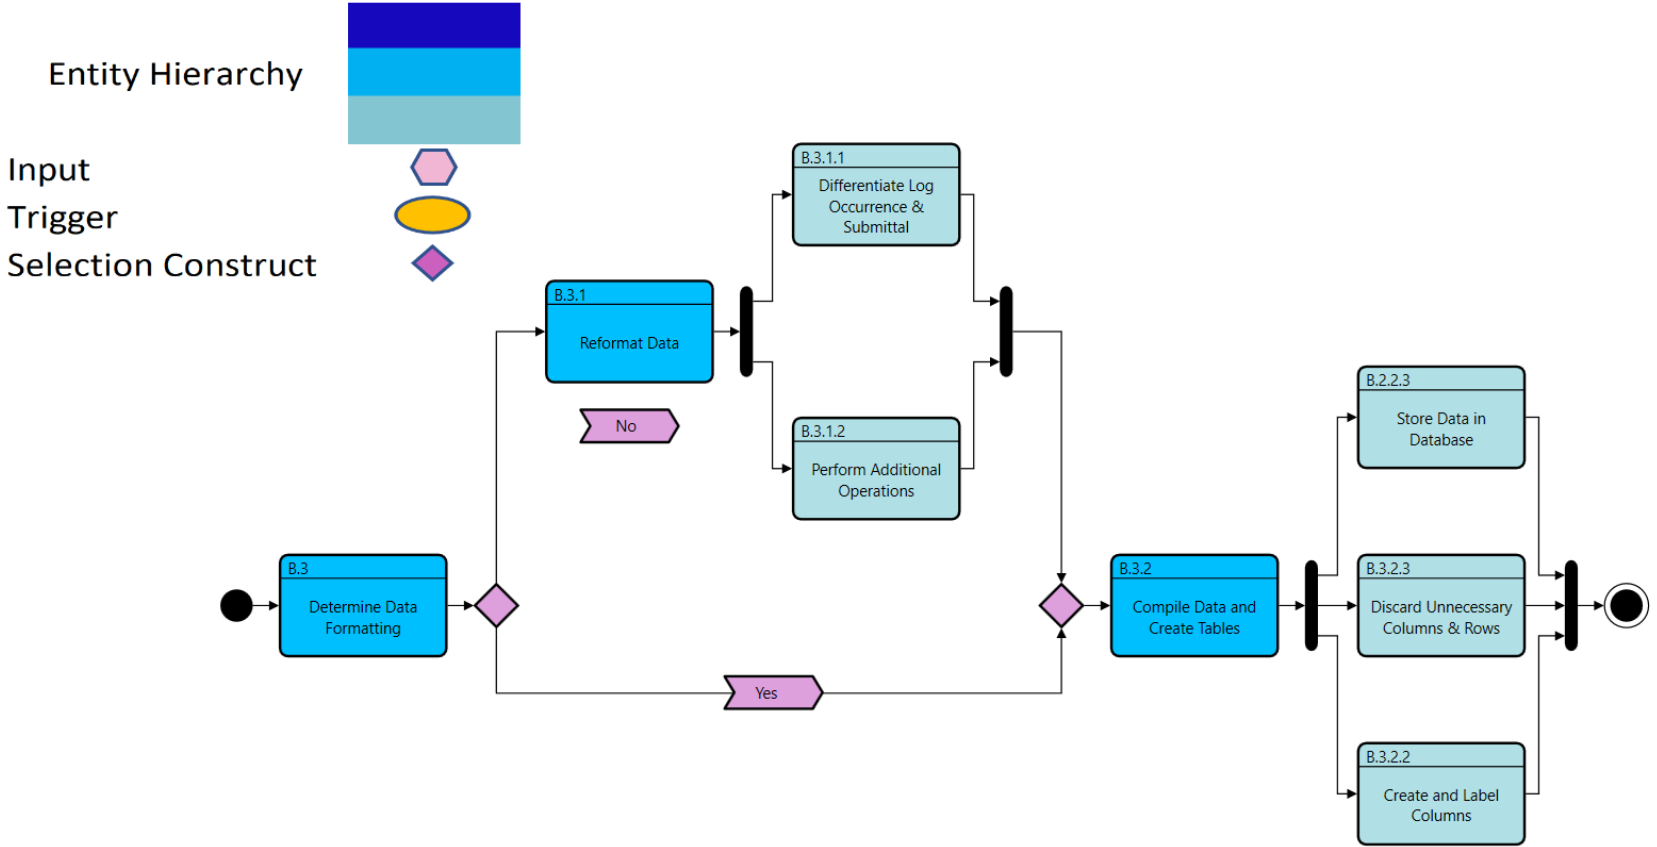 Entity Hierarchy
Input
Trigger
Selection Construct
B.3
Determine Data
Formatting
B.3.1
Reformat Data
No
B.3.1.1
Differentiate Log
Occurrence &
Submittal
B.3.1.2
Perform Additional
Operations
Yes
B.3.2
Compile Data and
Create Tables
B.2.2.3
Store Data in
Database
B.3.2.3
Discard Unnecessary
Columns & Rows
B.3.2.2
Create and Label
Columns